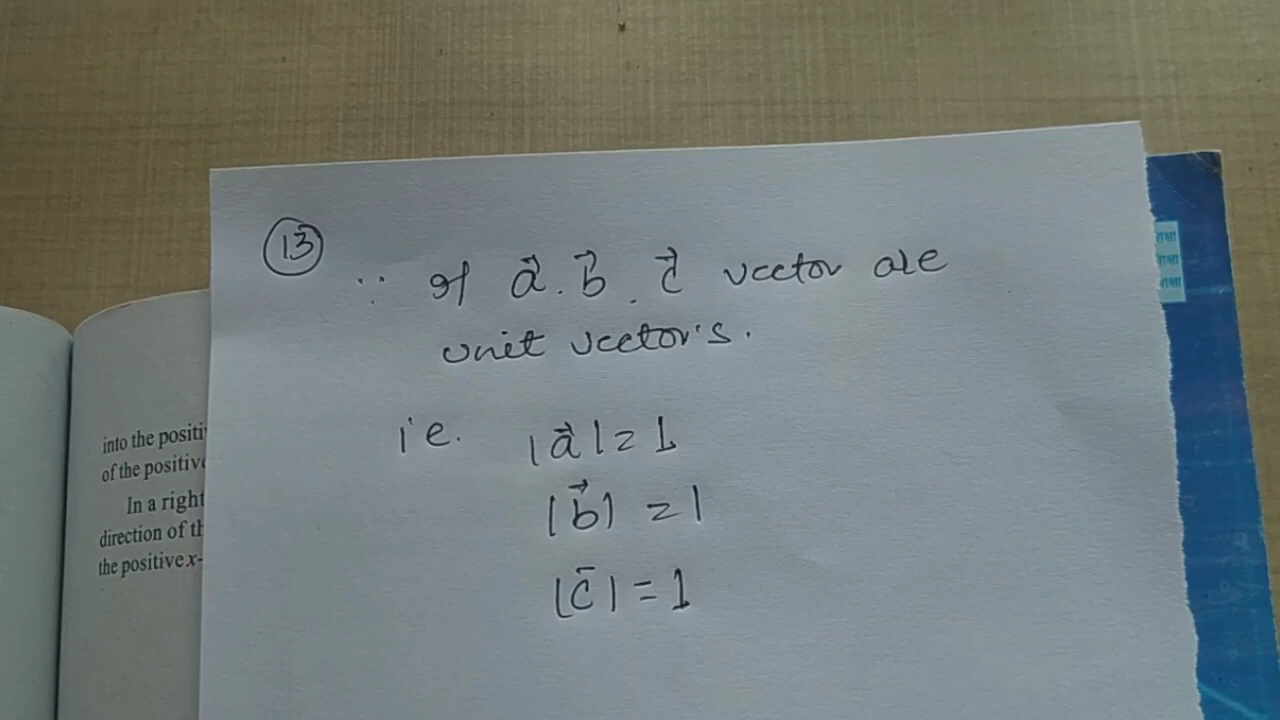 13
∵ If a⃗. b⃗. c⃗ vector are
unit vector's.
i.e. |a⃗|=1
|b⃗| =1
|c̄|=1
into the positi
of the positive
In a right
direction of th
the positive x-